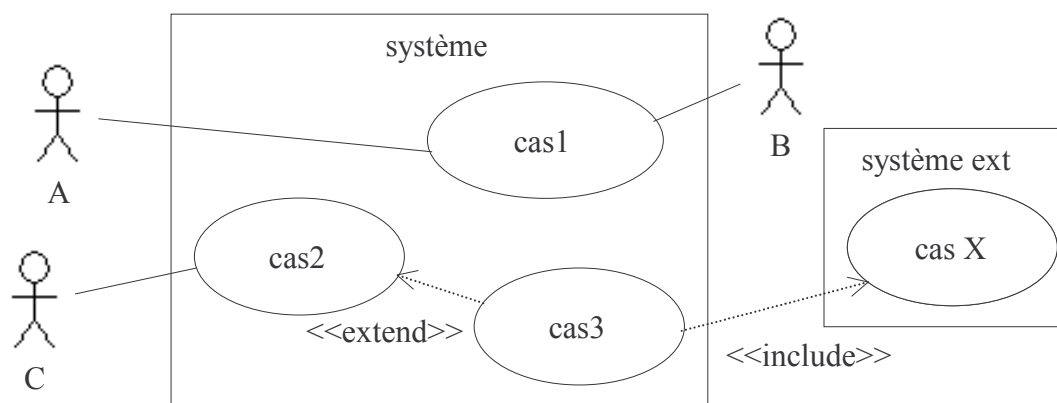 système
cas1
A
B
système ext
cas2
cas X
cas3
<<extend>>
<<include>>
C